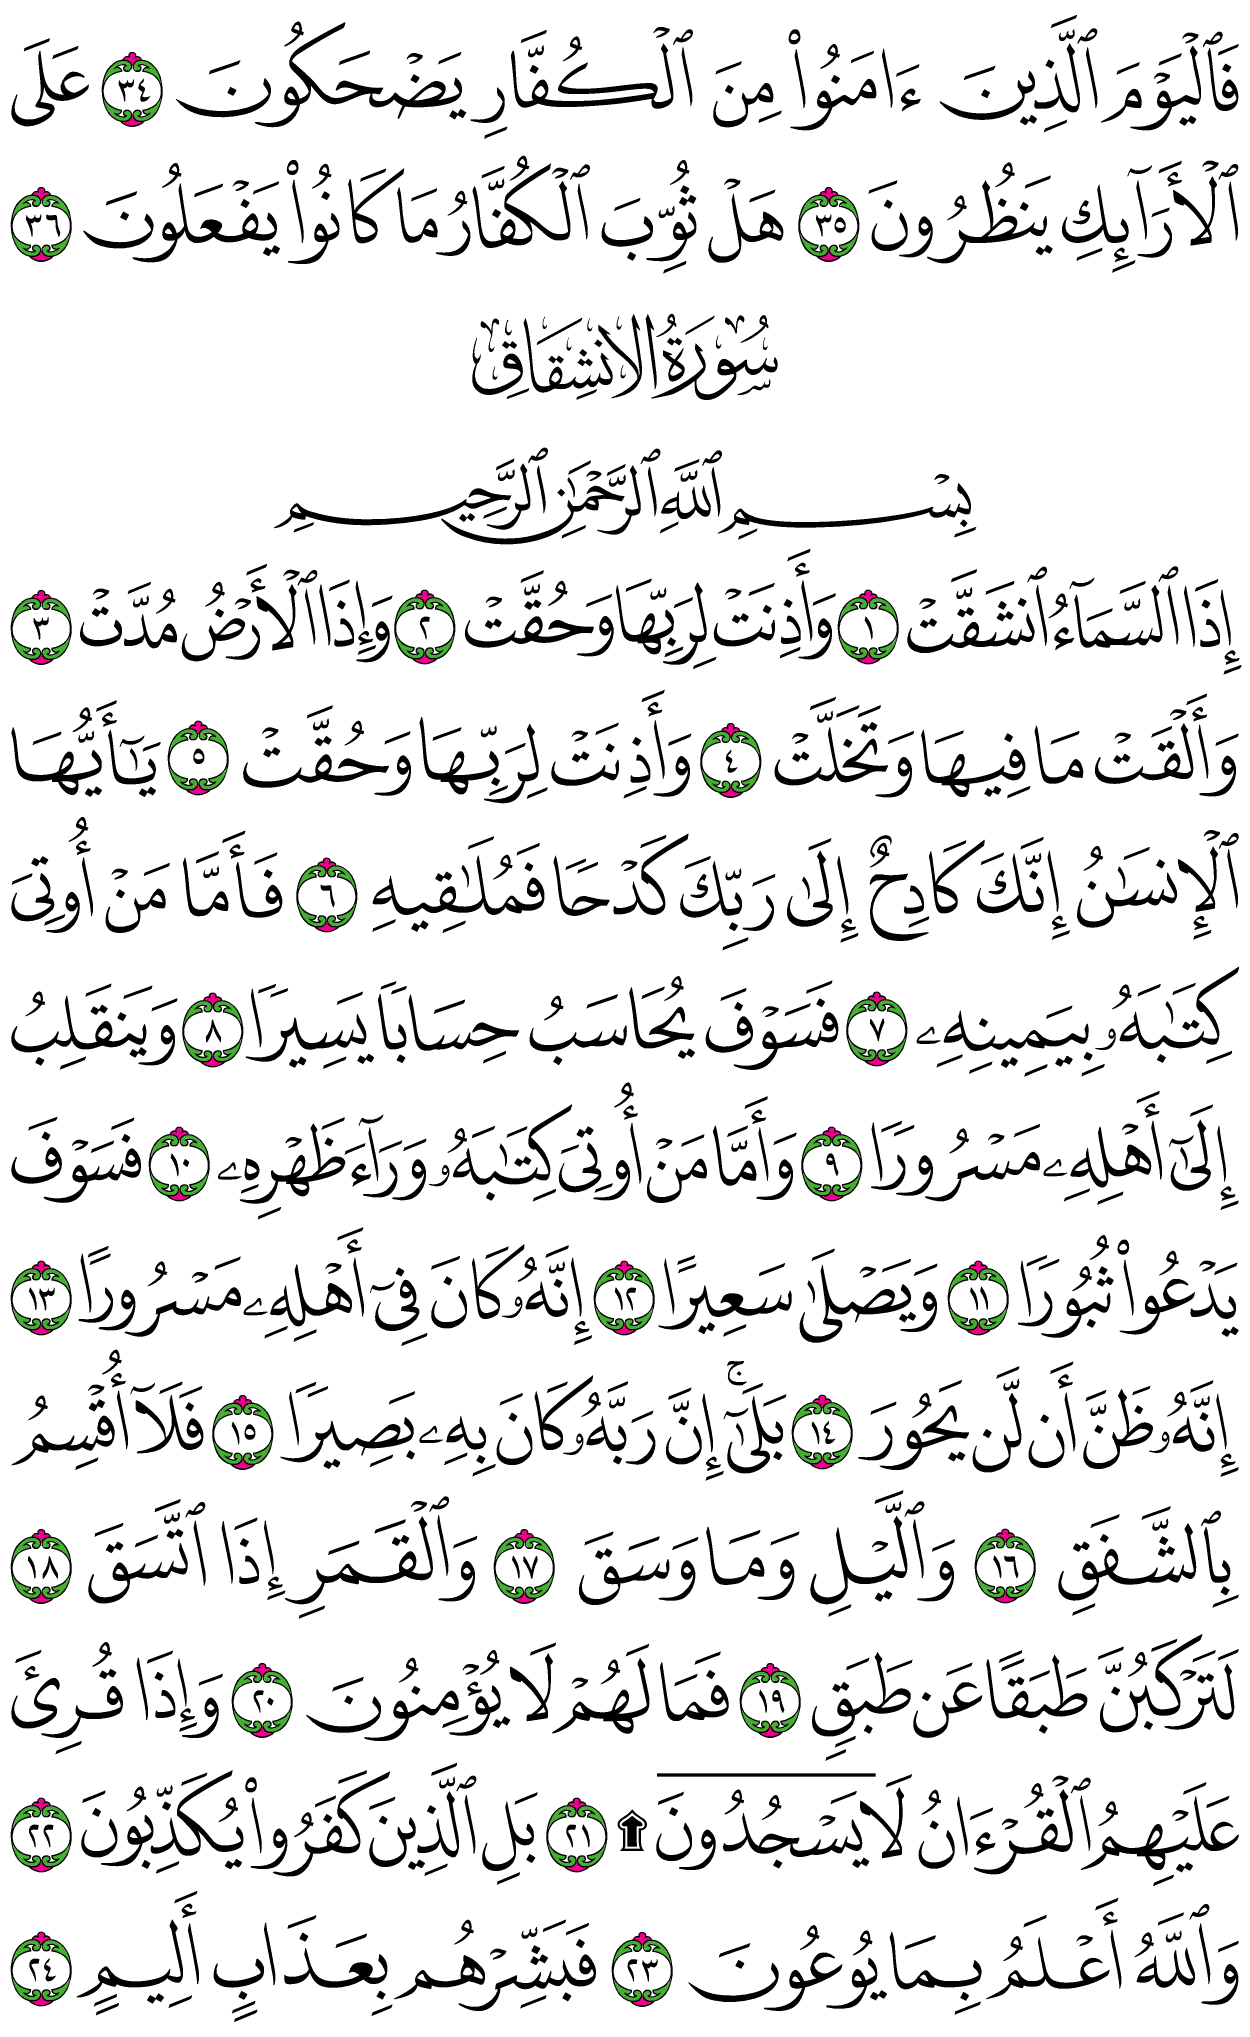 فَٱلۡيَوۡمَ ٱلَّذِينَ ءَامَنُواْ مِنَ ٱلۡكُفَّارِ يَضۡحَكُونَ ٣٤ عَلَى
ٱلۡأَرَآئِكِ يَنظُرُونَ ٣٥ هَلۡ ثُوِّبَ ٱلۡكُفَّارُ مَا كَانُواْ يَفۡعَلُونَ ٣٦
سُورَةُ الانشِقَاقِ
بِسۡمِ ٱللَّهِ ٱلرَّحۡمَٰنِ ٱلرَّحِيمِ
إِذَا ٱلسَّمَآءُ ٱنشَقَّتۡ ١ وَأَذِنَتۡ لِرَبِّهَا وَحُقَّتۡ ٢ وَإِذَا ٱلۡأَرۡضُ مُدَّتۡ ٣
وَأَلۡقَتۡ مَا فِيهَا وَتَخَلَّتۡ ٤ وَأَذِنَتۡ لِرَبِّهَا وَحُقَّتۡ ٥ يَٰٓأَيُّهَا
ٱلۡإِنسَٰنُ إِنَّكَ كَادِحٌ إِلَىٰ رَبِّكَ كَدۡحٗا فَمُلَٰقِيهِ ٦ فَأَمَّا مَنۡ أُوتِيَ
كِتَٰبَهُۥ بِيَمِينِهِۦ ٧ فَسَوۡفَ يُحَاسَبُ حِسَابٗا يَسِيرٗا ٨ وَيَنقَلِبُ
إِلَىٰٓ أَهۡلِهِۦ مَسۡرُورٗا ٩ وَأَمَّا مَنۡ أُوتِيَ كِتَٰبَهُۥ وَرَآءَ ظَهۡرِهِۦ ١٠ فَسَوۡفَ
يَدۡعُواْ ثُبُورٗا ١١ وَيَصۡلَىٰ سَعِيرًا ١٢ إِنَّهُۥ كَانَ فِيٓ أَهۡلِهِۦ مَسۡرُورًا ١٣
إِنَّهُۥ ظَنَّ أَن لَّن يَحُورَ ١٤ بَلَىٰٓۚ إِنَّ رَبَّهُۥ كَانَ بِهِۦ بَصِيرٗا ١٥ فَلَآ أُقۡسِمُ
بِٱلشَّفَقِ ١٦ وَٱلَّيۡلِ وَمَا وَسَقَ ١٧ وَٱلۡقَمَرِ إِذَا ٱتَّسَقَ ١٨
لَتَرۡكَبُنَّ طَبَقًا عَن طَبَقٖ ١٩ فَمَا لَهُمۡ لَا يُؤۡمِنُونَ ٢٠ وَإِذَا قُرِئَ
عَلَيۡهِمُ ٱلۡقُرۡءَانُ لَا يَسۡجُدُونَۤ۩ ٢١ بَلِ ٱلَّذِينَ كَفَرُواْ يُكَذِّبُونَ ٢٢
وَٱللَّهُ أَعۡلَمُ بِمَا يُوعُونَ ٢٣ فَبَشِّرۡهُم بِعَذَابٍ أَلِيمٍ ٢٤